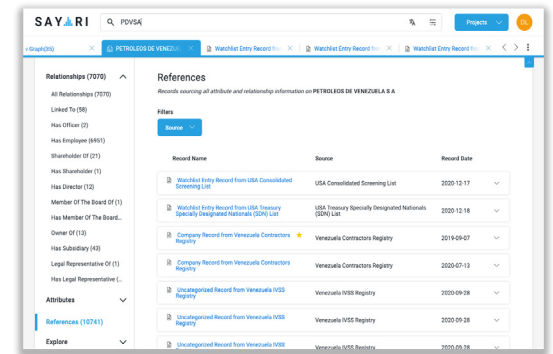 SAYARI
PDVSA
Projects
DL
Graph(35)
PETROLEOS DE VENEZU
Watchlist Entry Record fro
Watchlist Entry Record fro
Watchlist Entry Record fro
Relationships (7070)
All Relationships (7070)
Linked To (58)
Has Officer (2)
Has Employee (6951)
Shareholder Of (21)
Has Shareholder (1)
Has Director (12)
Member Of The Board Of (1)
Has Member Of The Board...
Owner Of (13)
Has Subsidiary (43)
Legal Representative Of (1)
Has Legal Representative (...
Attributes
References (10741)
Explore
References
Records sourcing all attribute and relationship information on PETROLEOS DE VENEZUELA S A
Filters
Source
Record Name Source Record Date
Watchlist Entry Record from USA Consolidated
Screening List
USA Consolidated Screening List
2020-12-17
Watchlist Entry Record from USA Treasury
Specially Designated Nationals (SDN) List
USA Treasury Specially Designated Nationals
(SDN) List
2020-12-18
Company Record from Venezuela Contractors
Registry
Venezuela Contractors Registry
2019-09-07
Company Record from Venezuela Contractors
Registry
Venezuela Contractors Registry
2020-07-13
Uncategorized Record from Venezuela IVSS
Registry
Venezuela IVSS Registry
2020-09-28
Uncategorized Record from Venezuela IVSS
Registry
Venezuela IVSS Registry
2020-09-28
Uncategorized Record from Venezuela IVSS
Venezuela IVSS Registry
2020-09-28